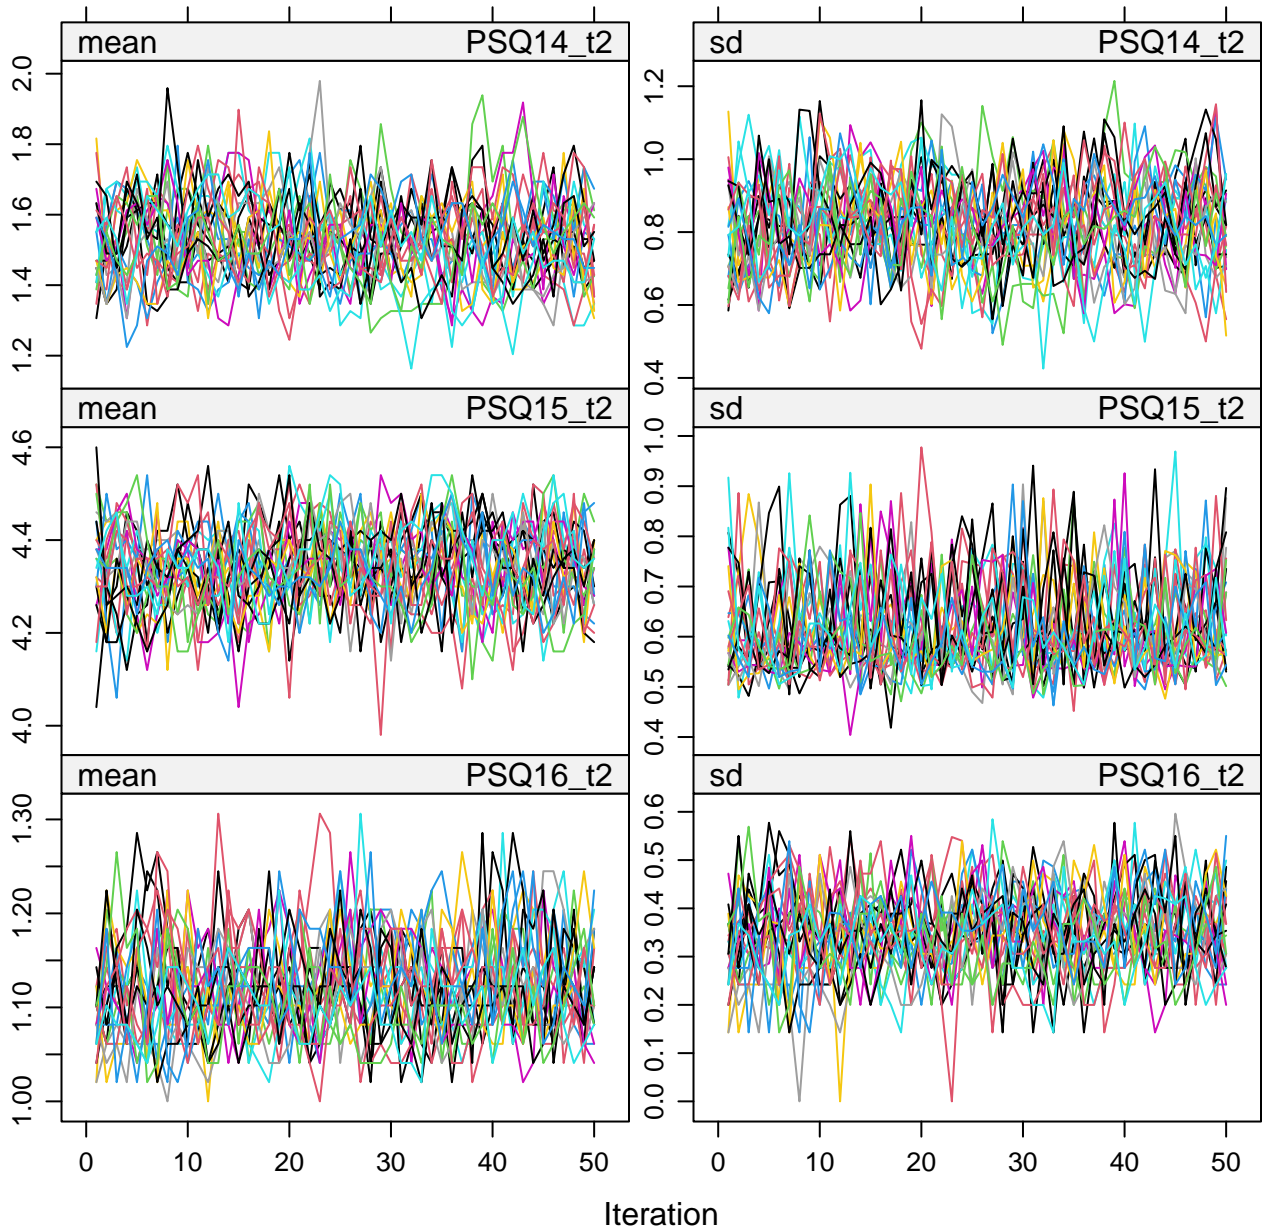 mean PSQ14_t2
sd PSQ14_t2
1.2 1.4 1.6 1.8 2.0
0.4 0.6 0.8 1.0 1.2
mean PSQ15_t2
sd PSQ15_t2
4.0 4.2 4.4 4.6
0.4 0.5 0.6 0.7 0.8 0.9 1.0
mean PSQ16_t2
sd PSQ16_t2
1.00 1.10 1.20 1.30
0.0 0.1 0.2 0.3 0.4 0.5 0.6
0 10 20 30 40 50
0 10 20 30 40 50
Iteration